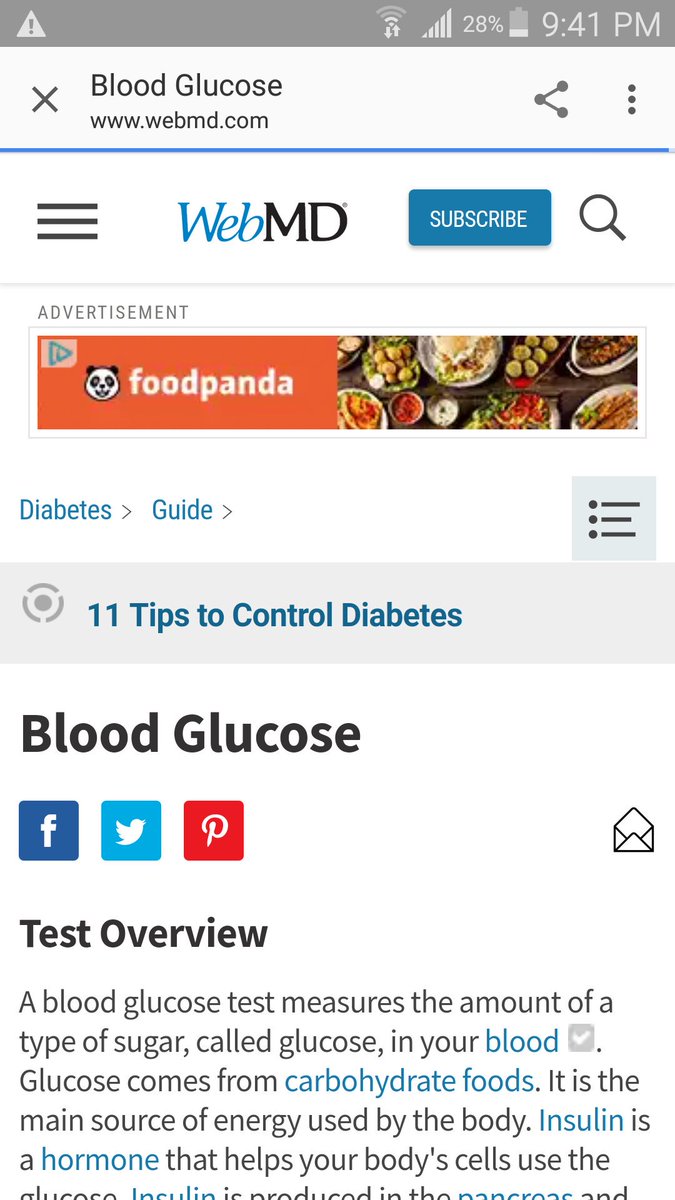 28% 9:41 PM
Blood Glucose
www.webmd.com
WebMD
SUBSCRIBE
ADVERTISEMENT
foodpanda
Diabetes > Guide >
11 Tips to Control Diabetes
Blood Glucose
f
Test Overview
A blood glucose test measures the amount of a
type of sugar, called glucose, in your blood .
Glucose comes from carbohydrate foods. It is the
main source of energy used by the body. Insulin is
a hormone that helps your body's cells use the
glucose. Insulin is produced in the pancreas and